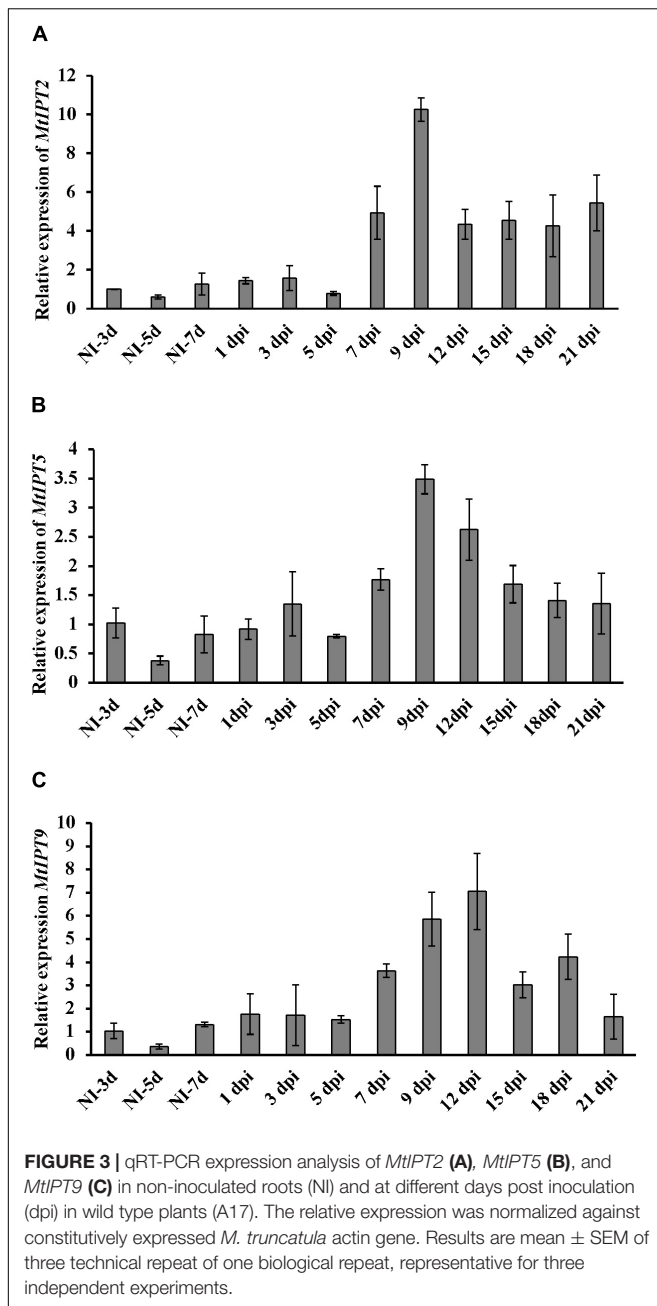 A
Relative expression of MtIPT2
12
10
8
6
4
2
0
NI-3d NI-5d NI-7d 1 dpi 3 dpi 5 dpi 7 dpi 9 dpi 12 dpi 15 dpi 18 dpi 21 dpi
B
Relative expression of MtIPT5
4
3.5
3
2.5
2
1.5
1
0.5
0
NI-3d NI-5d NI-7d 1dpi 3dpi 5dpi 7dpi 9dpi 12dpi 15dpi 18dpi 21dpi
C
Relative expression MtIPT9
10
9
8
7
6
5
4
3
2
1
0
NI-3d NI-5d NI-7d 1 dpi 3 dpi 5 dpi 7 dpi 9 dpi 12 dpi 15 dpi 18 dpi 21 dpi
FIGURE 3 | qRT-PCR expression analysis of MtIPT2 (A), MtIPT5 (B), and
MtIPT9 (C) in non-inoculated roots (NI) and at different days post inoculation
(dpi) in wild type plants (A17). The relative expression was normalized against
constitutively expressed M. truncatula actin gene. Results are mean ± SEM of
three technical repeat of one biological repeat, representative for three
independent experiments.